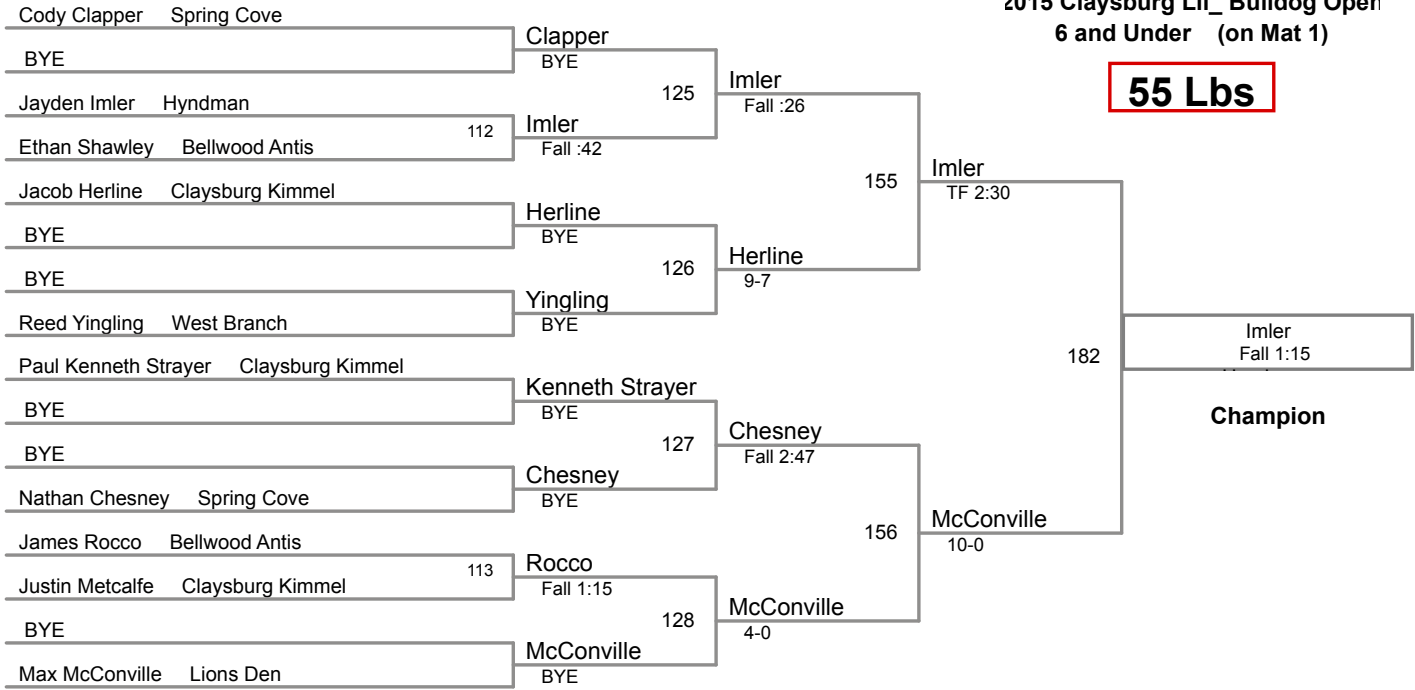 2015 Claysburg Lil_ Bulldog Open
6 and Under (on Mat 1)
55 Lbs
Cody Clapper Spring Cove
BYE
Jayden Imler Hyndman
112
Ethan Shawley Bellwood Antis
Jacob Herline Claysburg Kimmel
BYE
BYE
Reed Yingling West Branch
Paul Kenneth Strayer Claysburg Kimmel
BYE
BYE
Nathan Chesney Spring Cove
James Rocco Bellwood Antis
113
Justin Metcalfe Claysburg Kimmel
BYE
Max McConville Lions Den
Clapper
BYE
125
Imler
Fall :42
Herline
BYE
126
Yingling
BYE
Kenneth Strayer
BYE
127
Chesney
BYE
Rocco
Fall 1:15
128
McConville
BYE
Imler
Fall :26
155
Herline
9-7
Chesney
Fall 2:47
156
McConville
4-0
Imler
TF 2:30
182
McConville
10-0
Imler
Fall 1:15
Champion